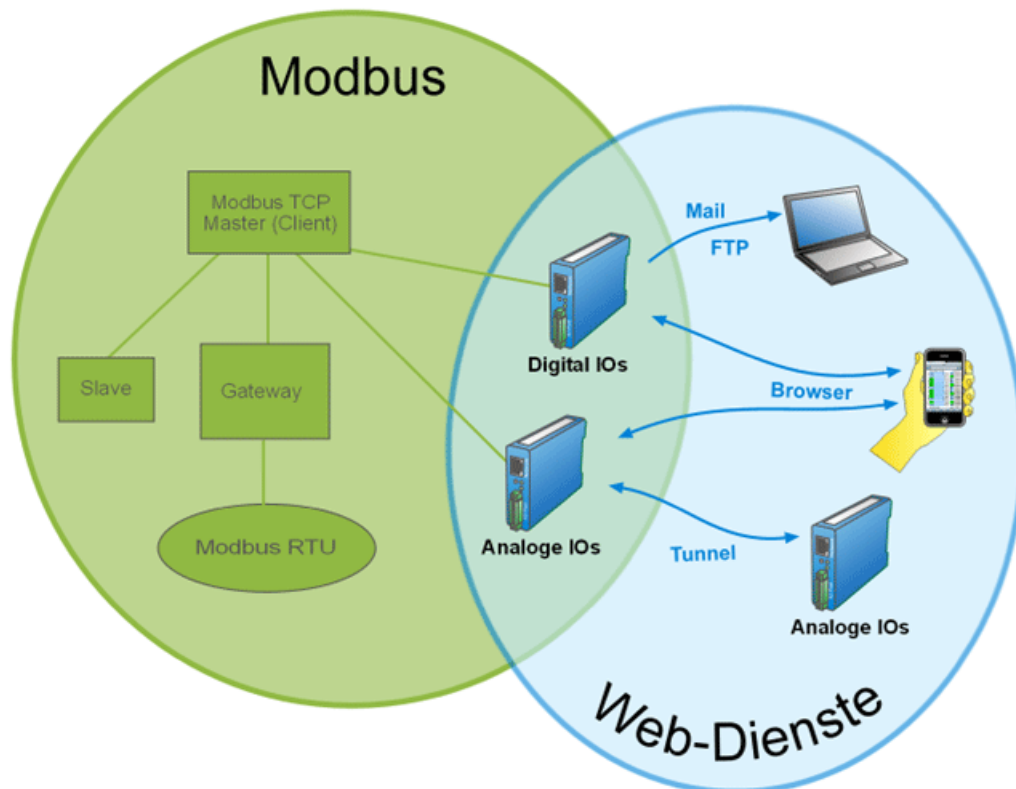 Modbus
Modbus TCP
Master (Client)
Slave
Gateway
Modbus RTU
Digital IOs
Analoge IOs
Mail
FTP
Browser
Tunnel
Analoge IOs
Web-Dienste